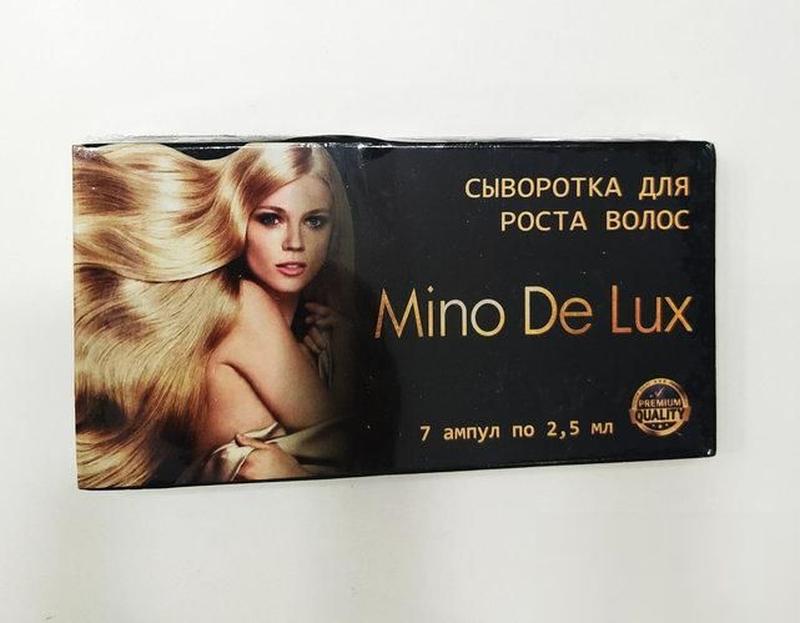 СЫВОРОТКА ДЛЯ
РОСТА ВОЛОС
Mino De Lux
PREMIUM
QUALITY
7 ампул по 2,5 мл